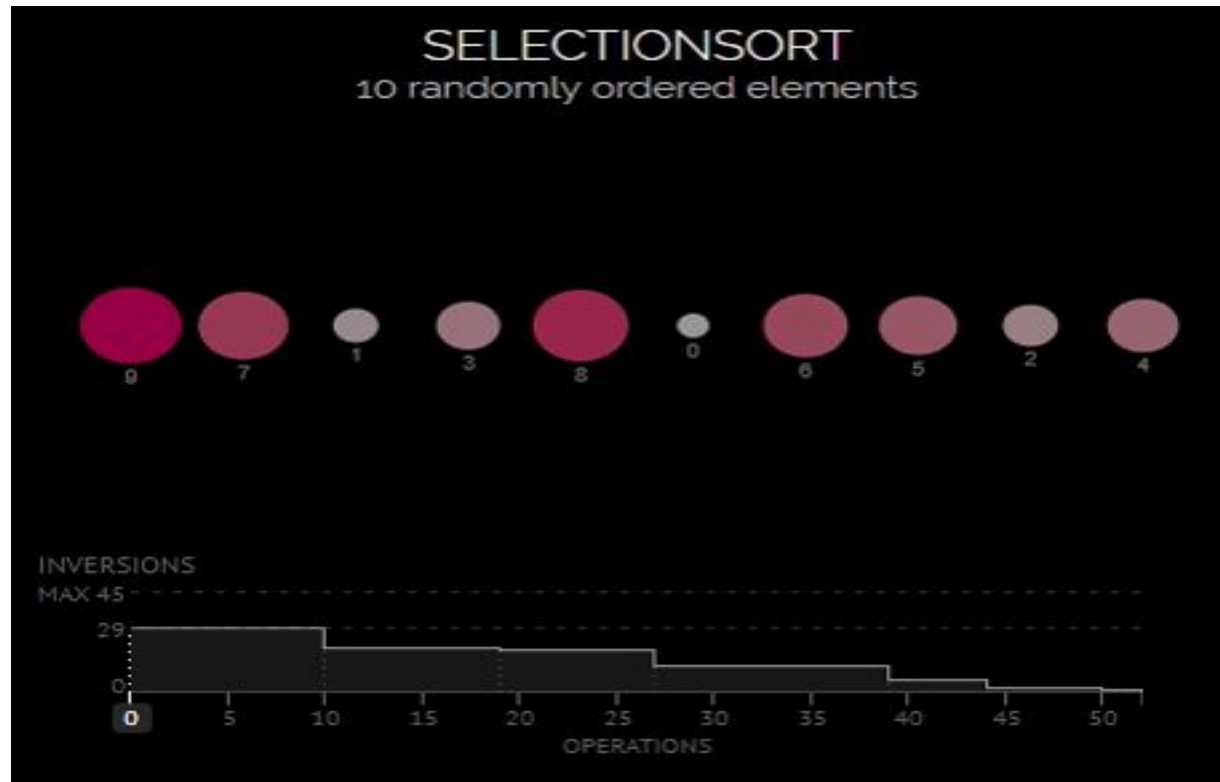 SELECTIONSORT
10 randomly ordered elements
9 7 1 3 8 0 6 5 2 4
INVERSIONS
MAX 45
29
0
0 5 10 15 20 25 30 35 40 45 50
OPERATIONS